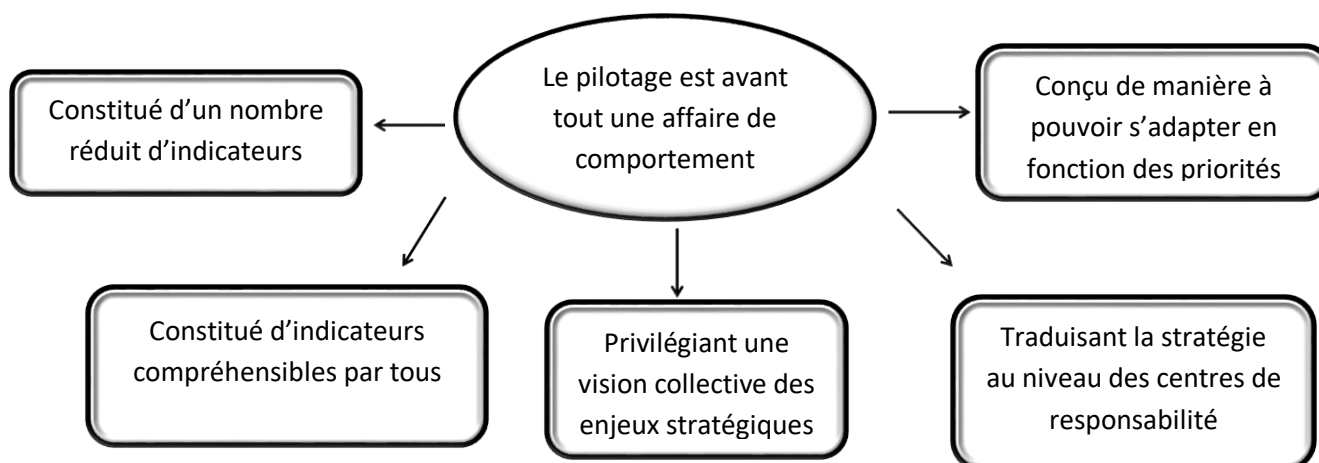 Le pilotage est avant
tout une affaire de
comportement
Constitué d’un nombre
réduit d’indicateurs
Conçu de manière à
pouvoir s’adapter en
fonction des priorités
Constitué d’indicateurs
compréhensibles par tous
Privilégiant une
vision collective des
enjeux stratégiques
Traduisant la stratégie
au niveau des centres de
responsabilité